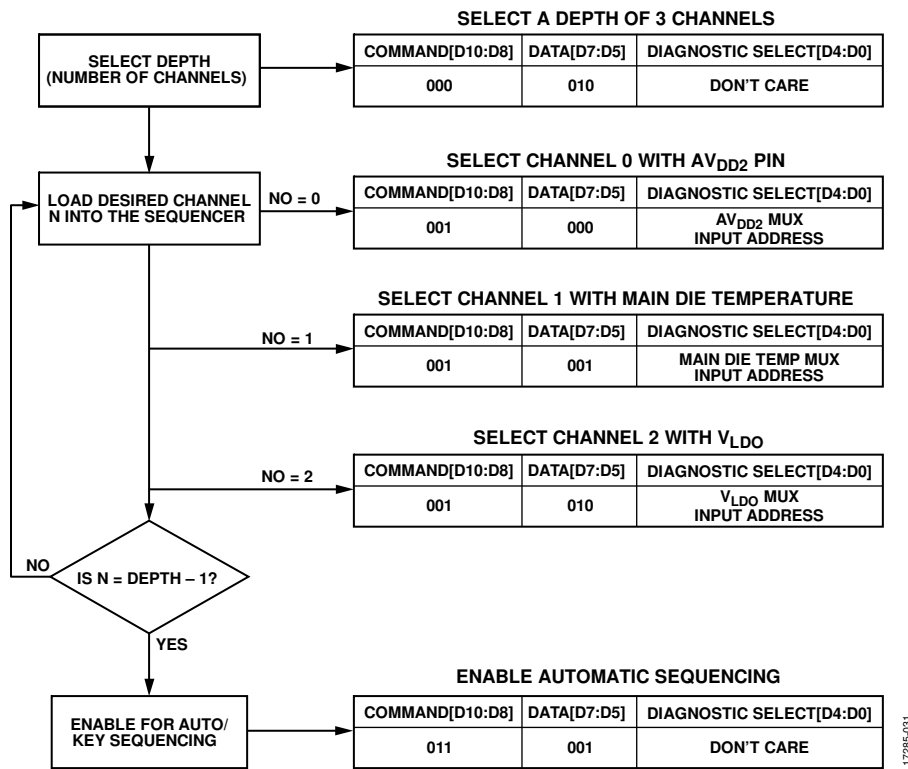 SELECT A DEPTH OF 3 CHANNELS
SELECT DEPTH
(NUMBER OF CHANNELS)
COMMAND[D10:D8] DATA[D7:D5] DIAGNOSTIC SELECT[D4:D0]
000 010 DON'T CARE
SELECT CHANNEL 0 WITH AVDD2 PIN
LOAD DESIRED CHANNEL
N INTO THE SEQUENCER
NO = 0
COMMAND[D10:D8] DATA[D7:D5] DIAGNOSTIC SELECT[D4:D0]
001 000 AVDD2 MUX
INPUT ADDRESS
SELECT CHANNEL 1 WITH MAIN DIE TEMPERATURE
NO = 1
COMMAND[D10:D8] DATA[D7:D5] DIAGNOSTIC SELECT[D4:D0]
001 001 MAIN DIE TEMP MUX
INPUT ADDRESS
SELECT CHANNEL 2 WITH VLDO
NO = 2
COMMAND[D10:D8] DATA[D7:D5] DIAGNOSTIC SELECT[D4:D0]
001 010 VLDO MUX
INPUT ADDRESS
NO
IS N = DEPTH – 1?
YES
ENABLE AUTOMATIC SEQUENCING
ENABLE FOR AUTO/
KEY SEQUENCING
COMMAND[D10:D8] DATA[D7:D5] DIAGNOSTIC SELECT[D4:D0]
011 001 DON'T CARE
17285-031